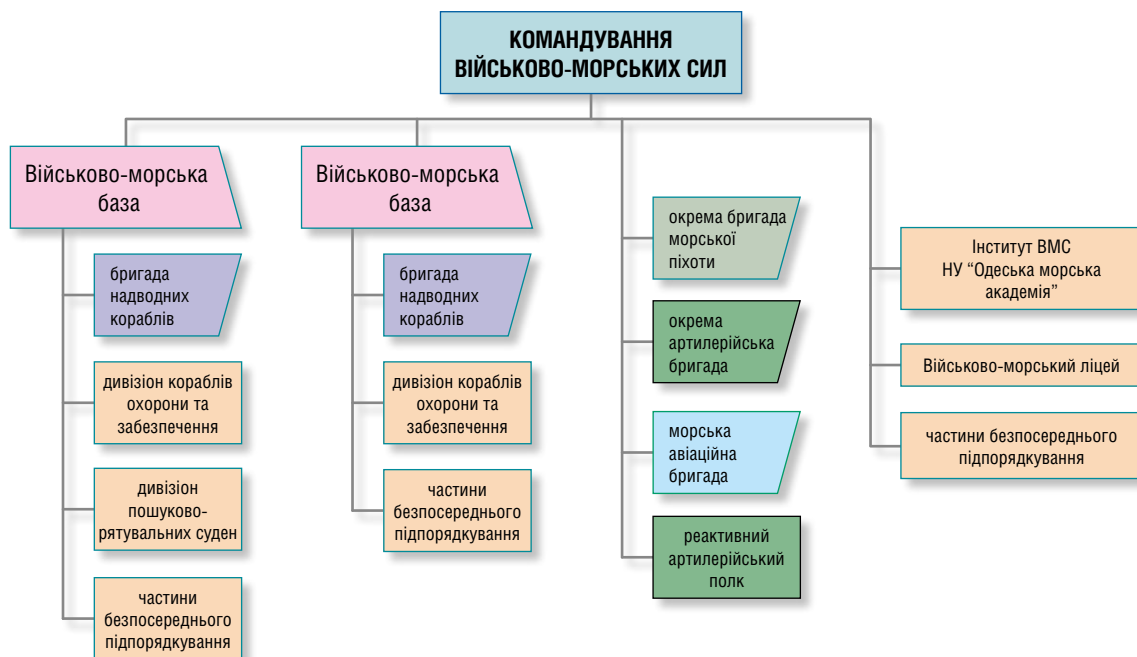 КОМАНДУВАННЯ
ВІЙСЬКОВО-МОРСЬКИХ СИЛ
Військово-морська
база
бригада
надводних
кораблів
дивізіон кораблів
охорони та
забезпечення
дивізіон
пошуково-
рятувальних суден
частини
безпосереднього
підпорядкування
Військово-морська
база
бригада
надводних
кораблів
дивізіон кораблів
охорони та
забезпечення
частини
безпосереднього
підпорядкування
окрема бригада
морської
піхоти
окрема
артилерійська
бригада
морська
авіаційна
бригада
реактивний
артилерійський
полк
Інститут ВМС
НУ “Одеська морська
академія”
Військово-морський ліцей
частини безпосереднього
підпорядкування